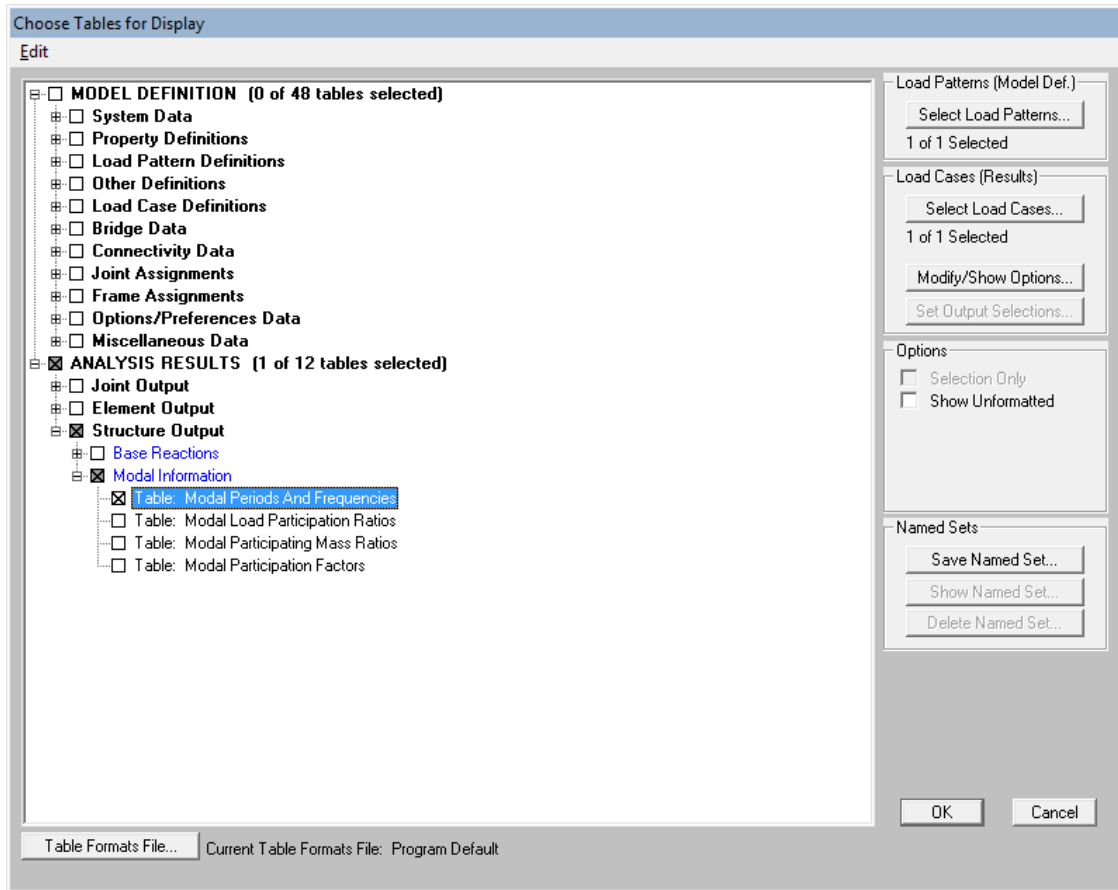 Choose Tables for Display
Edit
MODEL DEFINITION (0 of 48 tables selected)
System Data
Property Definitions
Load Pattern Definitions
Other Definitions
Load Case Definitions
Bridge Data
Connectivity Data
Joint Assignments
Frame Assignments
Options/Preferences Data
Miscellaneous Data
ANALYSIS RESULTS (1 of 12 tables selected)
Joint Output
Element Output
Structure Output
Base Reactions
Modal Information
Table: Modal Periods And Frequencies
Table: Modal Load Participation Ratios
Table: Modal Participating Mass Ratios
Table: Modal Participation Factors
Load Patterns (Model Def.)
Select Load Patterns...
1 of 1 Selected
Load Cases (Results)
Select Load Cases...
1 of 1 Selected
Modify/Show Options...
Set Output Selections...
Options
Selection Only
Show Unformatted
Named Sets
Save Named Set...
Show Named Set...
Delete Named Set...
OK
Cancel
Table Formats File...
Current Table Formats File: Program Default